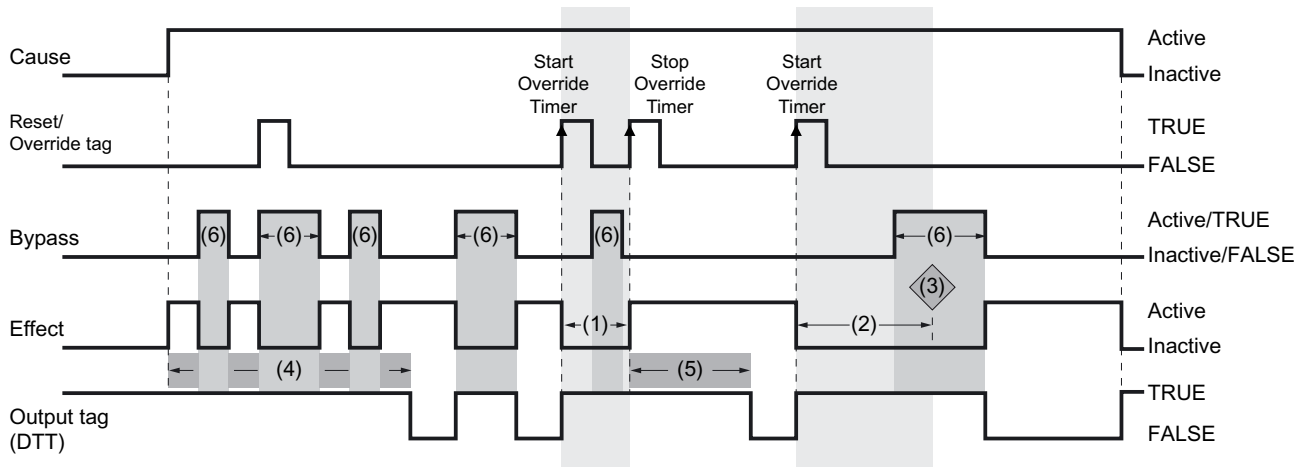 Cause
Active
Inactive
Start
Override
Timer
Stop
Override
Timer
Start
Override
Timer
Reset/
Override tag
TRUE
FALSE
Bypass
(6)
(6)
(6)
(6)
(6)
(6)
Active/TRUE
Inactive/FALSE
(3)
Effect
(1)
(2)
Active
Inactive
(4)
(5)
Output tag
(DTT)
TRUE
FALSE